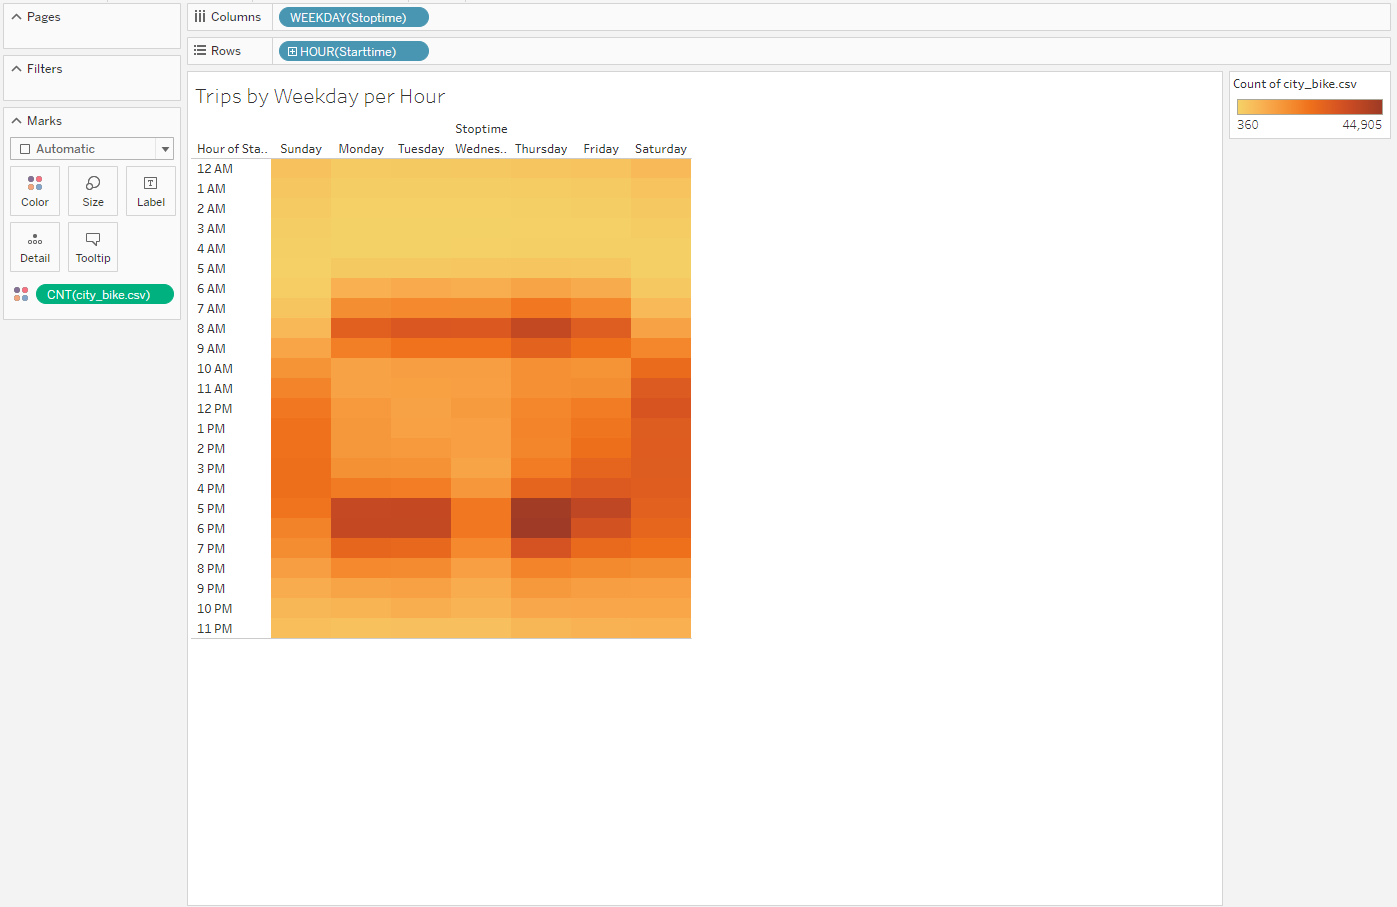 Pages
Filters
Marks
Automatic
Color Size Label
Detail Tooltip
CNT(city_bike.csv)
Columns WEEKDAY(Stoptime)
Rows HOUR(Starttime)
Trips by Weekday per Hour
Stoptime
Hour of Sta.. Sunday Monday Tuesday Wednes.. Thursday Friday Saturday
12 AM
1 AM
2 AM
3 AM
4 AM
5 AM
6 AM
7 AM
8 AM
9 AM
10 AM
11 AM
12 PM
1 PM
2 PM
3 PM
4 PM
5 PM
6 PM
7 PM
8 PM
9 PM
10 PM
11 PM
Count of city_bike.csv
360 44,905